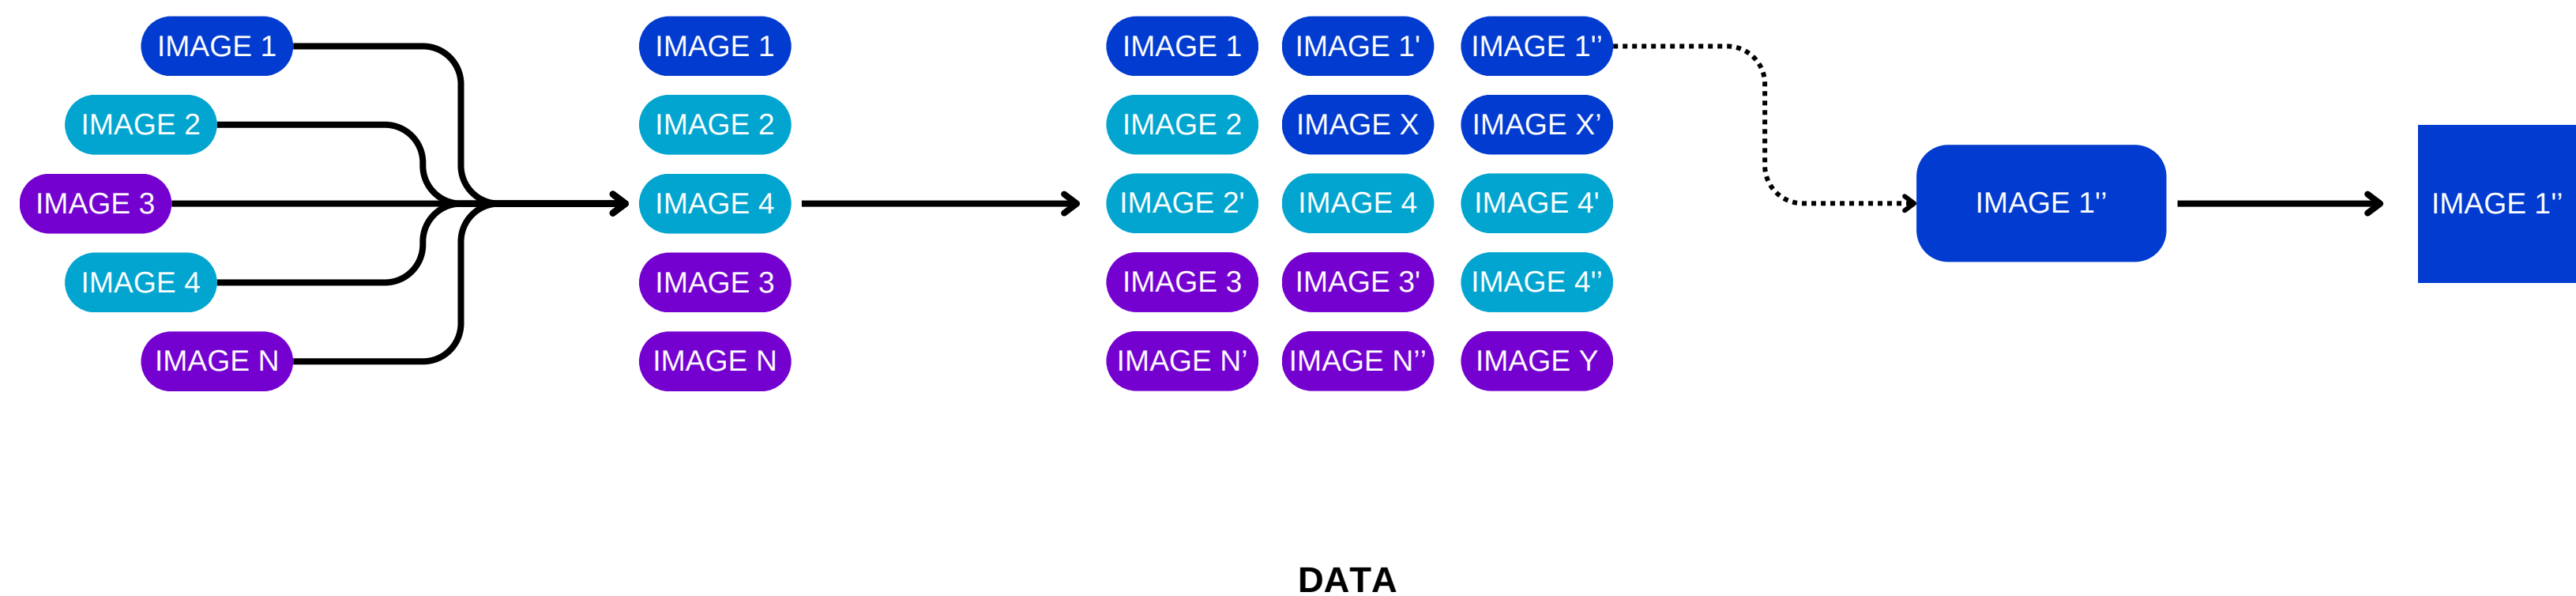 IMAGE 1
IMAGE 2
IMAGE 3
IMAGE 4
IMAGE N
IMAGE 1
IMAGE 2
IMAGE 4
IMAGE 3
IMAGE N
IMAGE 1 IMAGE 1' IMAGE 1'’
IMAGE 2 IMAGE X IMAGE X’
IMAGE 2' IMAGE 4 IMAGE 4'
IMAGE 3 IMAGE 3' IMAGE 4'’
IMAGE N’ IMAGE N’’ IMAGE Y
IMAGE 1'’
IMAGE 1'’
DATA